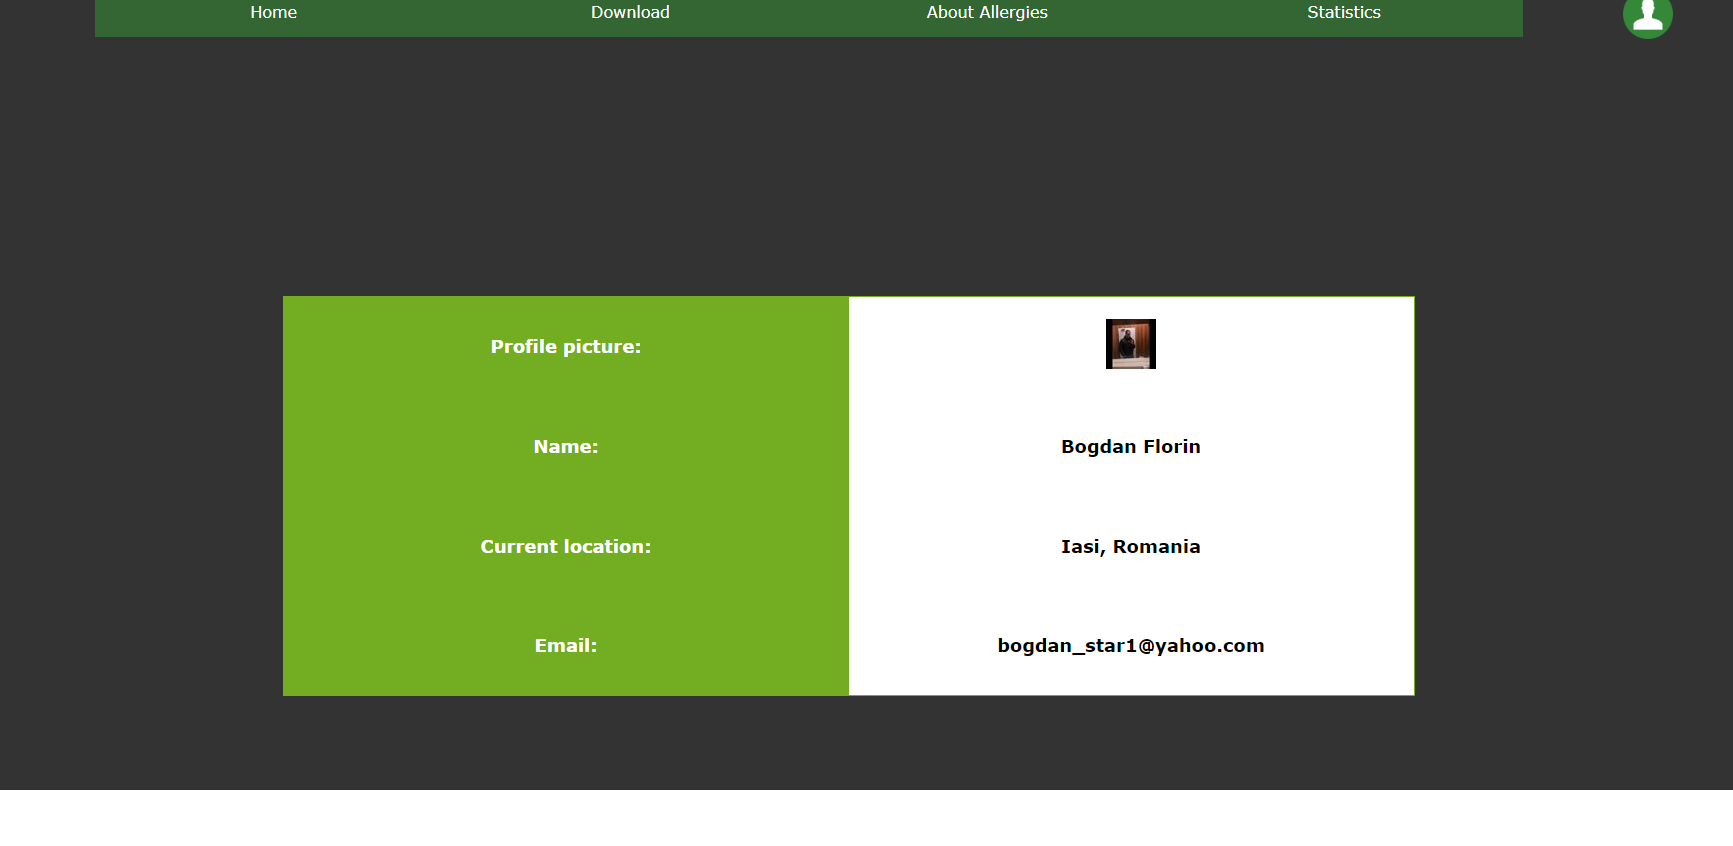 Home Download About Allergies Statistics
Profile picture:
Name: Bogdan Florin
Current location: Iasi, Romania
Email: bogdan_star1@yahoo.com